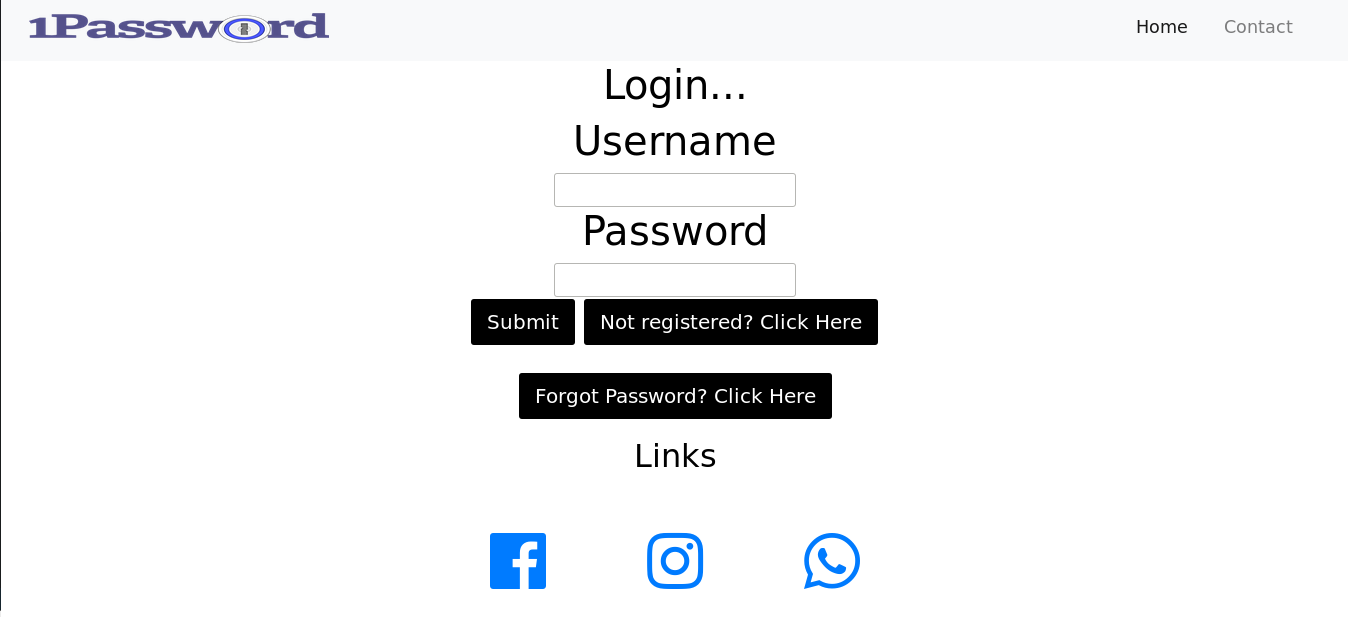 1Password Home Contact
Login...
Username
Password
Submit Not registered? Click Here
Forgot Password? Click Here
Links